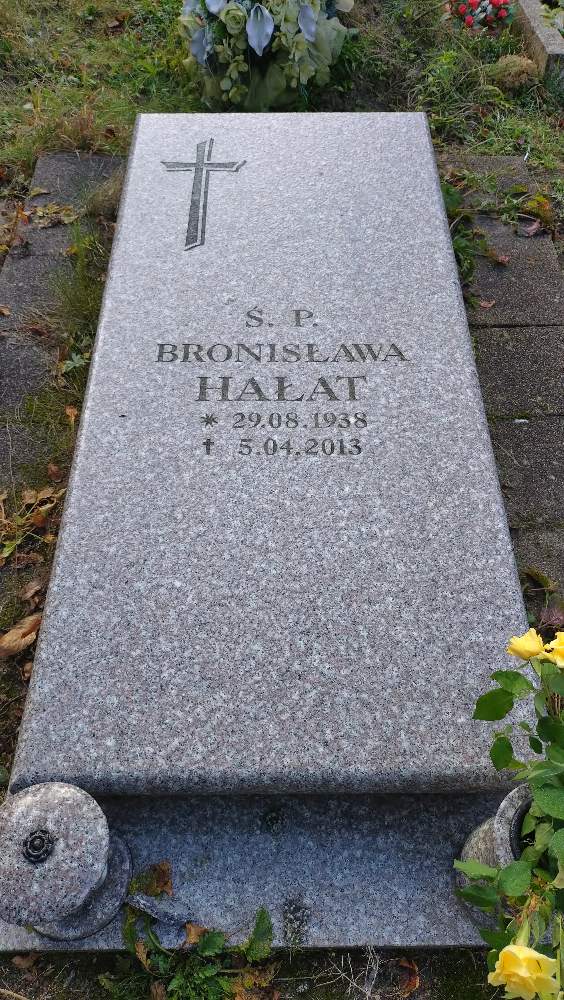 Ś. P.
BRONISŁAWA
HAŁAT
* 29.08.1938
✝ 5.04.2013